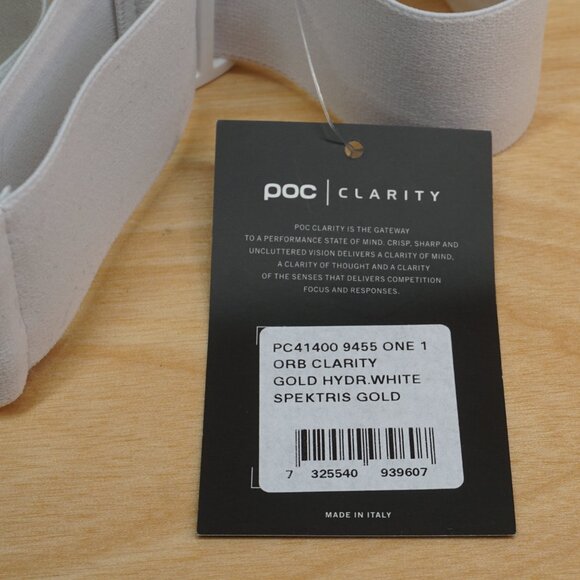 POC | CLARITY
POC CLARITY IS THE GATEWAY
TO A PERFORMANCE STATE OF MIND. CRISP, SHARP AND
UNCLUTTERED VISION DELIVERS A CLARITY OF MIND,
A CLARITY OF THOUGHT AND A CLARITY
OF THE SENSES THAT DELIVERS COMPETITION
FOCUS AND RESPONSES.
PC41400 9455 ONE 1
ORB CLARITY
GOLD HYDR.WHITE
SPEKTRIS GOLD
7 325540 939607
MADE IN ITALY